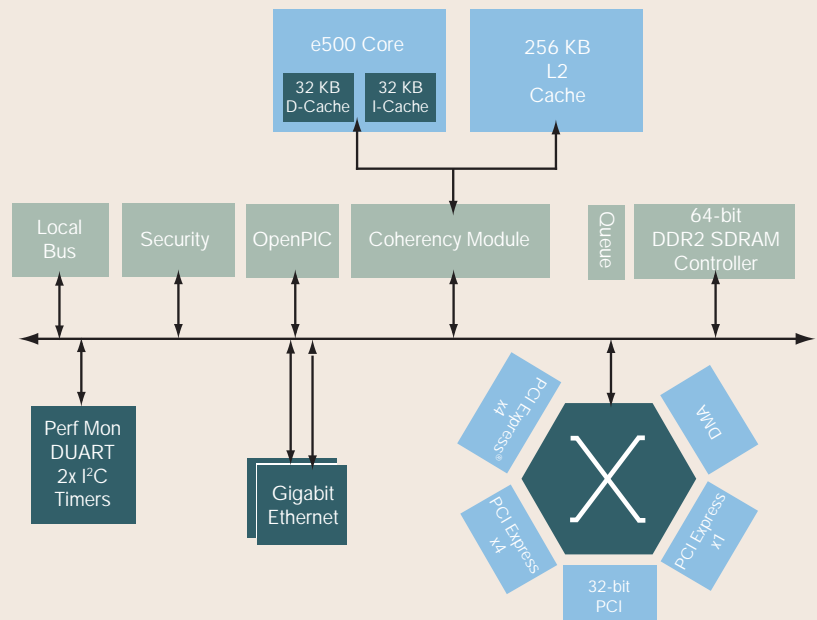 e500 Core
32 KB
D-Cache
32 KB
I-Cache
256 KB
L2
Cache
Local
Bus
Security
OpenPIC
Coherency Module
Queue
64-bit
DDR2 SDRAM
Controller
Perf Mon
DUART
2x I²C
Timers
Gigabit
Ethernet
PCI Express®
x4
DMA
PCI Express
x4
PCI Express
x1
32-bit
PCI